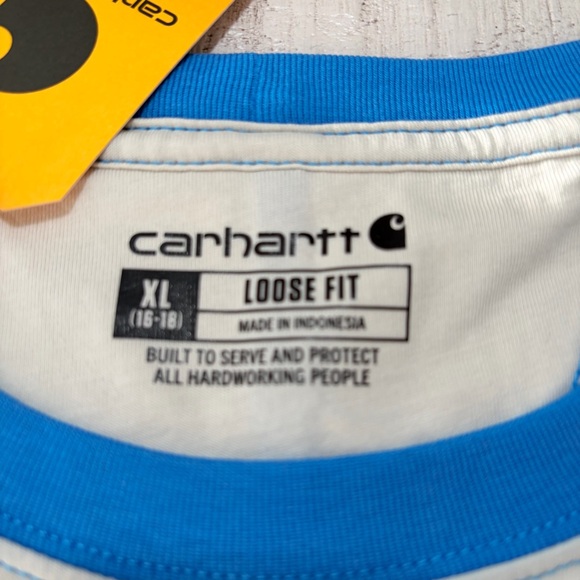 carhartt
XL
(16-18)
LOOSE FIT
MADE IN INDONESIA
BUILT TO SERVE AND PROTECT
ALL HARDWORKING PEOPLE